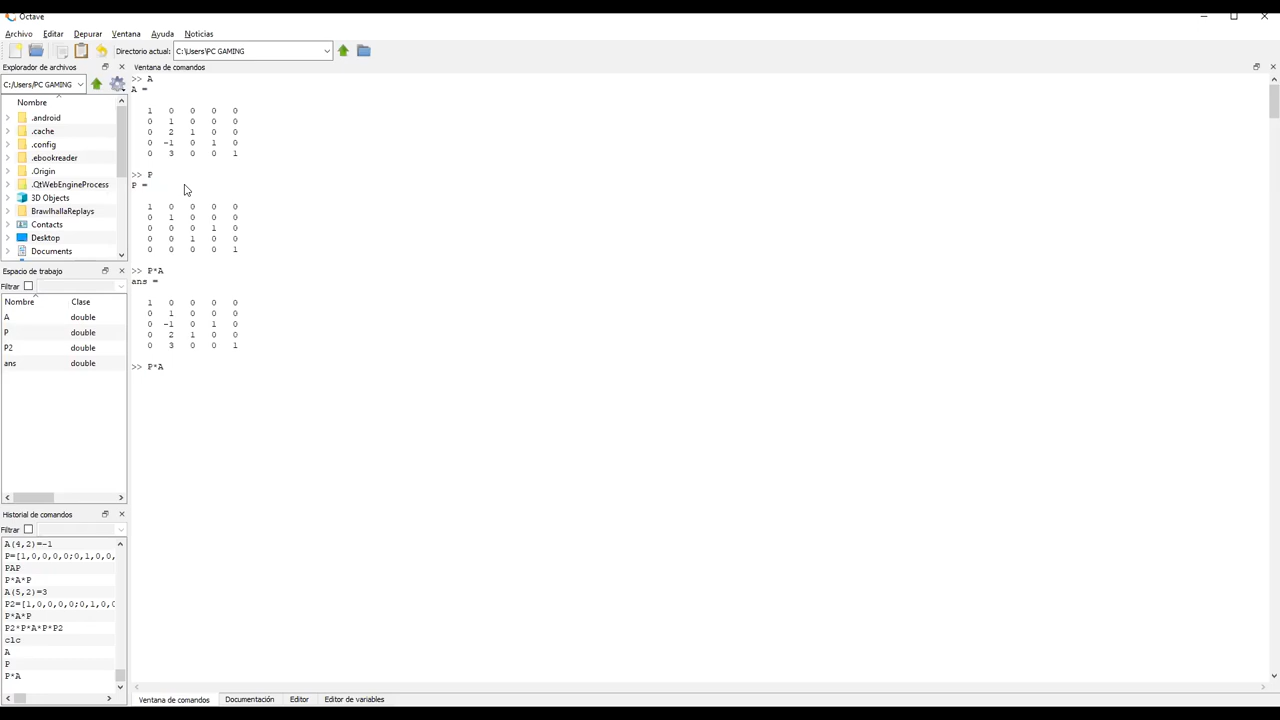 Octave
Archivo Editar Depurar Ventana Ayuda Noticias
Directorio actual: C:\Users\PC GAMING
Explorador de archivos
C:/Users/PC GAMING
Nombre
.android
.cache
.config
.ebookreader
.Origin
.QtWebEngineProcess
3D Objects
BrawlhallaReplays
Contacts
Desktop
Documents
Espacio de trabajo
Filtrar
Nombre Clase
A double
P double
P2 double
ans double
Historial de comandos
Filtrar
A(4,2)=-1
P=[1,0,0,0,0;0,1,0,0,
PAP
P*A*P
A(5,2)=3
P2=[1,0,0,0,0;0,1,0,0
P*A*P
P2*P*A*P*P2
clc
A
P
P*A
Ventana de comandos
>> A
A =
1 0 0 0 0
0 1 0 0 0
0 2 1 0 0
0 -1 0 1 0
0 3 0 0 1
>> P
P =
1 0 0 0 0
0 1 0 0 0
0 0 0 1 0
0 0 1 0 0
0 0 0 0 1
>> P*A
ans =
1 0 0 0 0
0 1 0 0 0
0 -1 0 1 0
0 2 1 0 0
0 3 0 0 1
>> P*A
Ventana de comandos Documentación Editor Editor de variables